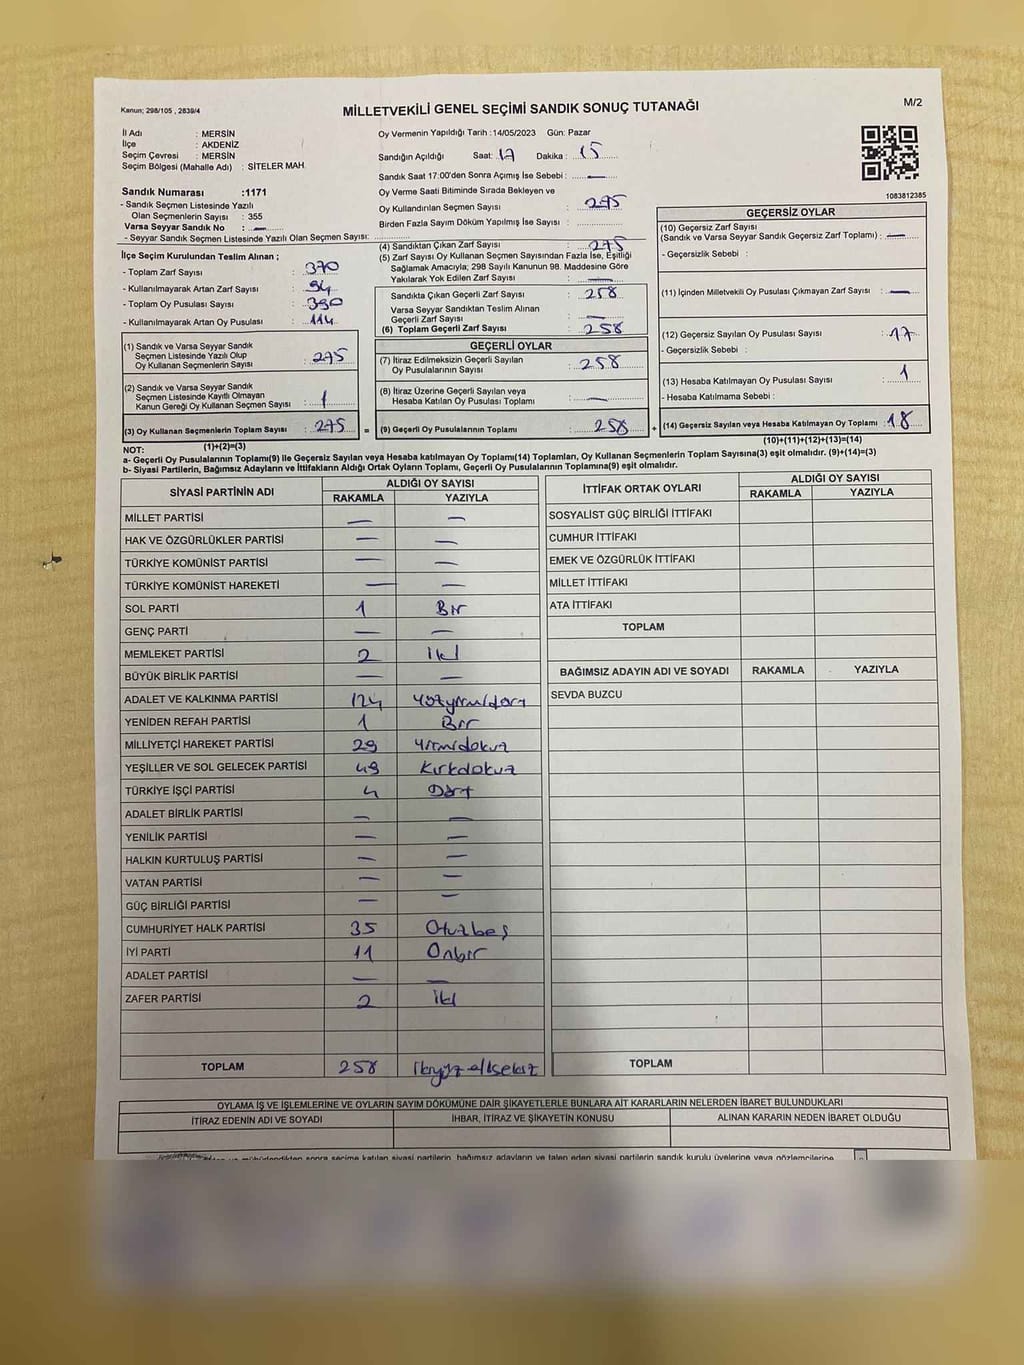 Kanun; 298/105 , 2839/4
MİLLETVEKİLİ GENEL SEÇİMİ SANDIK SONUÇ TUTANAĞI
M/2
İl Adı : MERSİN
İlçe : AKDENİZ
Seçim Çevresi : MERSİN
Seçim Bölgesi (Mahalle Adı) : SİTELER MAH.
Sandık Numarası :1171
- Sandık Seçmen Listesinde Yazılı
Olan Seçmenlerin Sayısı : 355
Varsa Seyyar Sandık No : —
- Seyyar Sandık Seçmen Listesinde Yazılı Olan Seçmen Sayısı:
İlçe Seçim Kurulundan Teslim Alınan ;
- Toplam Zarf Sayısı : 370
- Kullanılmayarak Artan Zarf Sayısı : 94
- Toplam Oy Pusulası Sayısı : 390
- Kullanılmayarak Artan Oy Pusulası : 114
(1) Sandık ve Varsa Seyyar Sandık
Seçmen Listesinde Yazılı Olup
Oy Kullanan Seçmenlerin Sayısı : 275
(2) Sandık ve Varsa Seyyar Sandık
Seçmen Listesinde Kayıtlı Olmayan
Kanun Gereği Oy Kullanan Seçmen Sayısı : 1
(3) Oy Kullanan Seçmenlerin Toplam Sayısı : 275 =
(1)+(2)=(3)
Oy Vermenin Yapıldığı Tarih :14/05/2023 Gün: Pazar
Sandığın Açıldığı Saat: 17 Dakika : 15
Sandık Saat 17:00'den Sonra Açımış İse Sebebi : —
Oy Verme Saati Bitiminde Sırada Bekleyen ve
Oy Kullandırılan Seçmen Sayısı : 275
Birden Fazla Sayım Döküm Yapılmış İse Sayısı :
(4) Sandıktan Çıkan Zarf Sayısı : 275
(5) Zarf Sayısı Oy Kullanan Seçmen Sayısından Fazla İse, Eşitliği
Sağlamak Amacıyla; 298 Sayılı Kanunun 98. Maddesine Göre
Yakılarak Yok Edilen Zarf Sayısı : —
Sandıkta Çıkan Geçerli Zarf Sayısı : 258
Varsa Seyyar Sandıktan Teslim Alınan
Geçerli Zarf Sayısı : —
(6) Toplam Geçerli Zarf Sayısı : 258
GEÇERLİ OYLAR
(7) İtiraz Edilmeksizin Geçerli Sayılan
Oy Pusulalarının Sayısı : 258
(8) İtiraz Üzerine Geçerli Sayılan veya
Hesaba Katılan Oy Pusulası Toplamı : —
(9) Geçerli Oy Pusulalarının Toplamı : 258 +
1083812385
GEÇERSİZ OYLAR
(10) Geçersiz Zarf Sayısı
(Sandık ve Varsa Seyyar Sandık Geçersiz Zarf Toplamı) : —
- Geçersizlik Sebebi :
(11) İçinden Milletvekili Oy Pusulası Çıkmayan Zarf Sayısı : —
(12) Geçersiz Sayılan Oy Pusulası Sayısı : 17
- Geçersizlik Sebebi :
(13) Hesaba Katılmayan Oy Pusulası Sayısı : 1
- Hesaba Katılmama Sebebi :
(14) Geçersiz Sayılan veya Hesaba Katılmayan Oy Toplamı : 18
(10)+(11)+(12)+(13)=(14)
NOT:
a- Geçerli Oy Pusulalarının Toplamı(9) ile Geçersiz Sayılan veya Hesaba katılmayan Oy Toplamı(14) Toplamları, Oy Kullanan Seçmenlerin Toplam Sayısına(3) eşit olmalıdır. (9)+(14)=(3)
b- Siyasi Partilerin, Bağımsız Adayların ve İttifakların Aldığı Ortak Oyların Toplamı, Geçerli Oy Pusulalarının Toplamına(9) eşit olmalıdır.
SİYASİ PARTİNİN ADI ALDIĞI OY SAYISI
RAKAMLA YAZIYLA
MİLLET PARTİSİ — —
HAK VE ÖZGÜRLÜKLER PARTİSİ — —
TÜRKİYE KOMÜNİST PARTİSİ — —
TÜRKİYE KOMÜNİST HAREKETİ — —
SOL PARTİ 1 Bir
GENÇ PARTİ — —
MEMLEKET PARTİSİ 2 iki
BÜYÜK BİRLİK PARTİSİ — —
ADALET VE KALKINMA PARTİSİ 124 Yüzyirmidört
YENİDEN REFAH PARTİSİ 1 Bir
MİLLİYETÇİ HAREKET PARTİSİ 29 Yirmidokuz
YEŞİLLER VE SOL GELECEK PARTİSİ 49 Kırkdokuz
TÜRKİYE İŞÇİ PARTİSİ 4 Dört
ADALET BİRLİK PARTİSİ — —
YENİLİK PARTİSİ — —
HALKIN KURTULUŞ PARTİSİ — —
VATAN PARTİSİ — —
GÜÇ BİRLİĞİ PARTİSİ — —
CUMHURİYET HALK PARTİSİ 35 Otuzbeş
İYİ PARTİ 11 Onbir
ADALET PARTİSİ — —
ZAFER PARTİSİ 2 iki
TOPLAM 258 ikiyüz ellisekiz
İTTİFAK ORTAK OYLARI ALDIĞI OY SAYISI
RAKAMLA YAZIYLA
SOSYALİST GÜÇ BİRLİĞİ İTTİFAKI
CUMHUR İTTİFAKI
EMEK VE ÖZGÜRLÜK İTTİFAKI
MİLLET İTTİFAKI
ATA İTTİFAKI
TOPLAM
BAĞIMSIZ ADAYIN ADI VE SOYADI RAKAMLA YAZIYLA
SEVDA BUZCU
TOPLAM
OYLAMA İŞ VE İŞLEMLERİNE VE OYLARIN SAYIM DÖKÜMÜNE DAİR ŞİKAYETLERLE BUNLARA AİT KARARLARIN NELERDEN İBARET BULUNDUKLARI
İTİRAZ EDENİN ADI VE SOYADI İHBAR, İTİRAZ VE ŞİKAYETİN KONUSU ALINAN KARARIN NEDEN İBARET OLDUĞU
ve mühürlendikten sonra seçime katılan siyasi partilerin, bağımsız adayların ve talep eden siyasi partilerin sandık kurulu üyelerine veya gözlemcilerine